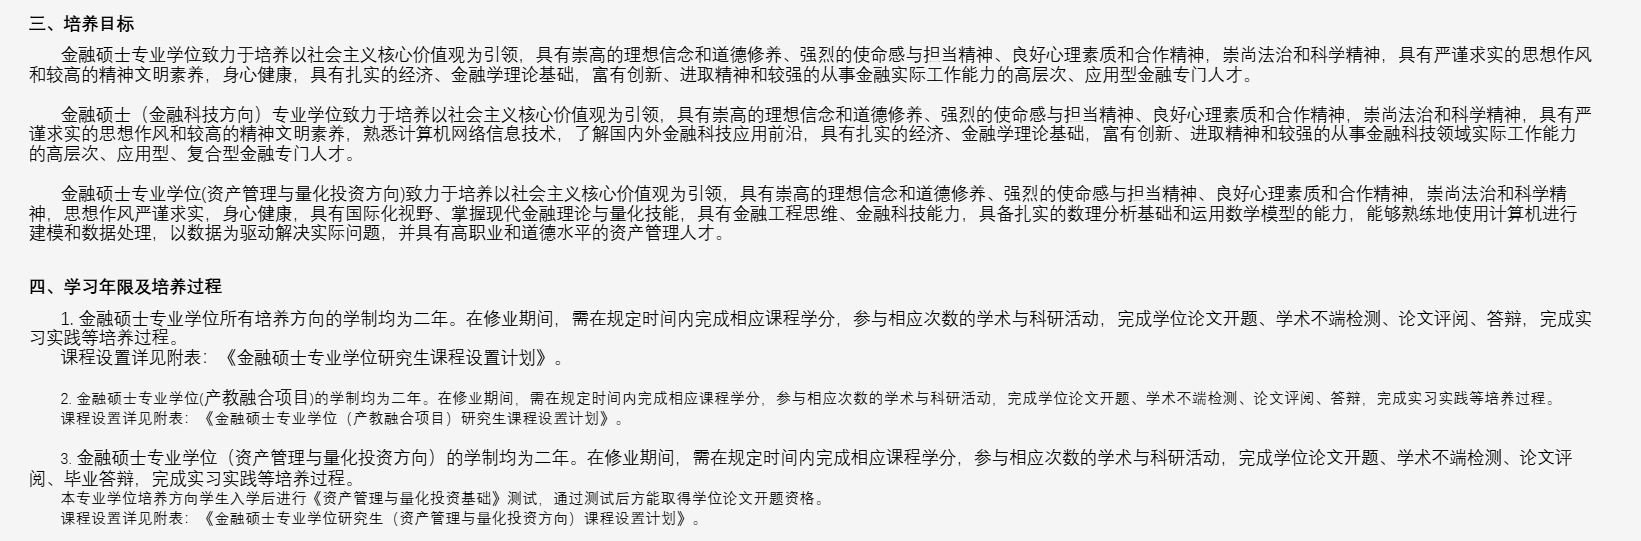 三、培养目标
金融硕士专业学位致力于培养以社会主义核心价值观为引领，具有崇高的理想信念和道德修养、强烈的使命感与担当精神、良好心理素质和合作精神，崇尚法治和科学精神，具有严谨求实的思想作风
和较高的精神文明素养，身心健康，具有扎实的经济、金融学理论基础，富有创新、进取精神和较强的从事金融实际工作能力的高层次、应用型金融专门人才。
金融硕士（金融科技方向）专业学位致力于培养以社会主义核心价值观为引领，具有崇高的理想信念和道德修养、强烈的使命感与担当精神、良好心理素质和合作精神，崇尚法治和科学精神，具有严
谨求实的思想作风和较高的精神文明素养，熟悉计算机网络信息技术，了解国内外金融科技应用前沿，具有扎实的经济、金融学理论基础，富有创新、进取精神和较强的从事金融科技领域实际工作能力
的高层次、应用型、复合型金融专门人才。
金融硕士专业学位(资产管理与量化投资方向)致力于培养以社会主义核心价值观为引领，具有崇高的理想信念和道德修养、强烈的使命感与担当精神、良好心理素质和合作精神，崇尚法治和科学精
神，思想作风严谨求实，身心健康，具有国际化视野、掌握现代金融理论与量化技能，具有金融工程思维、金融科技能力，具备扎实的数理分析基础和运用数学模型的能力，能够熟练地使用计算机进行
建模和数据处理，以数据为驱动解决实际问题，并具有高职业和道德水平的资产管理人才。
四、学习年限及培养过程
1. 金融硕士专业学位所有培养方向的学制均为二年。在修业期间，需在规定时间内完成相应课程学分，参与相应次数的学术与科研活动，完成学位论文开题、学术不端检测、论文评阅、答辩，完成实
习实践等培养过程。
课程设置详见附表：《金融硕士专业学位研究生课程设置计划》。
2. 金融硕士专业学位(产教融合项目)的学制均为二年。在修业期间，需在规定时间内完成相应课程学分，参与相应次数的学术与科研活动，完成学位论文开题、学术不端检测、论文评阅、答辩，完成实习实践等培养过程。
课程设置详见附表：《金融硕士专业学位（产教融合项目）研究生课程设置计划》。
3. 金融硕士专业学位（资产管理与量化投资方向）的学制均为二年。在修业期间，需在规定时间内完成相应课程学分，参与相应次数的学术与科研活动，完成学位论文开题、学术不端检测、论文评
阅、毕业答辩，完成实习实践等培养过程。
本专业学位培养方向学生入学后进行《资产管理与量化投资基础》测试，通过测试后方能取得学位论文开题资格。
课程设置详见附表：《金融硕士专业学位研究生（资产管理与量化投资方向）课程设置计划》。